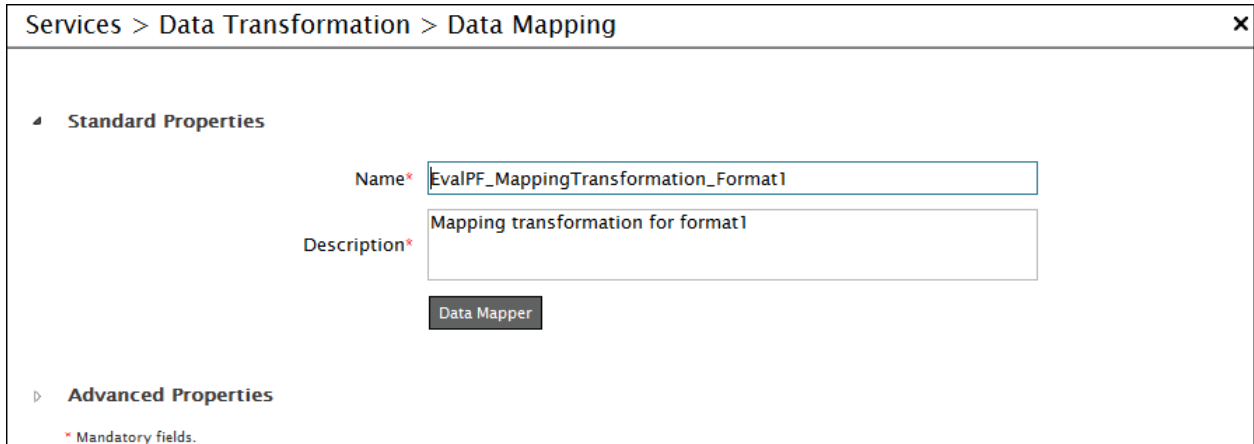 Services > Data Transformation > Data Mapping
Standard Properties
Name* EvalPF_MappingTransformation_Format1
Description* Mapping transformation for format1
Data Mapper
Advanced Properties
* Mandatory fields.